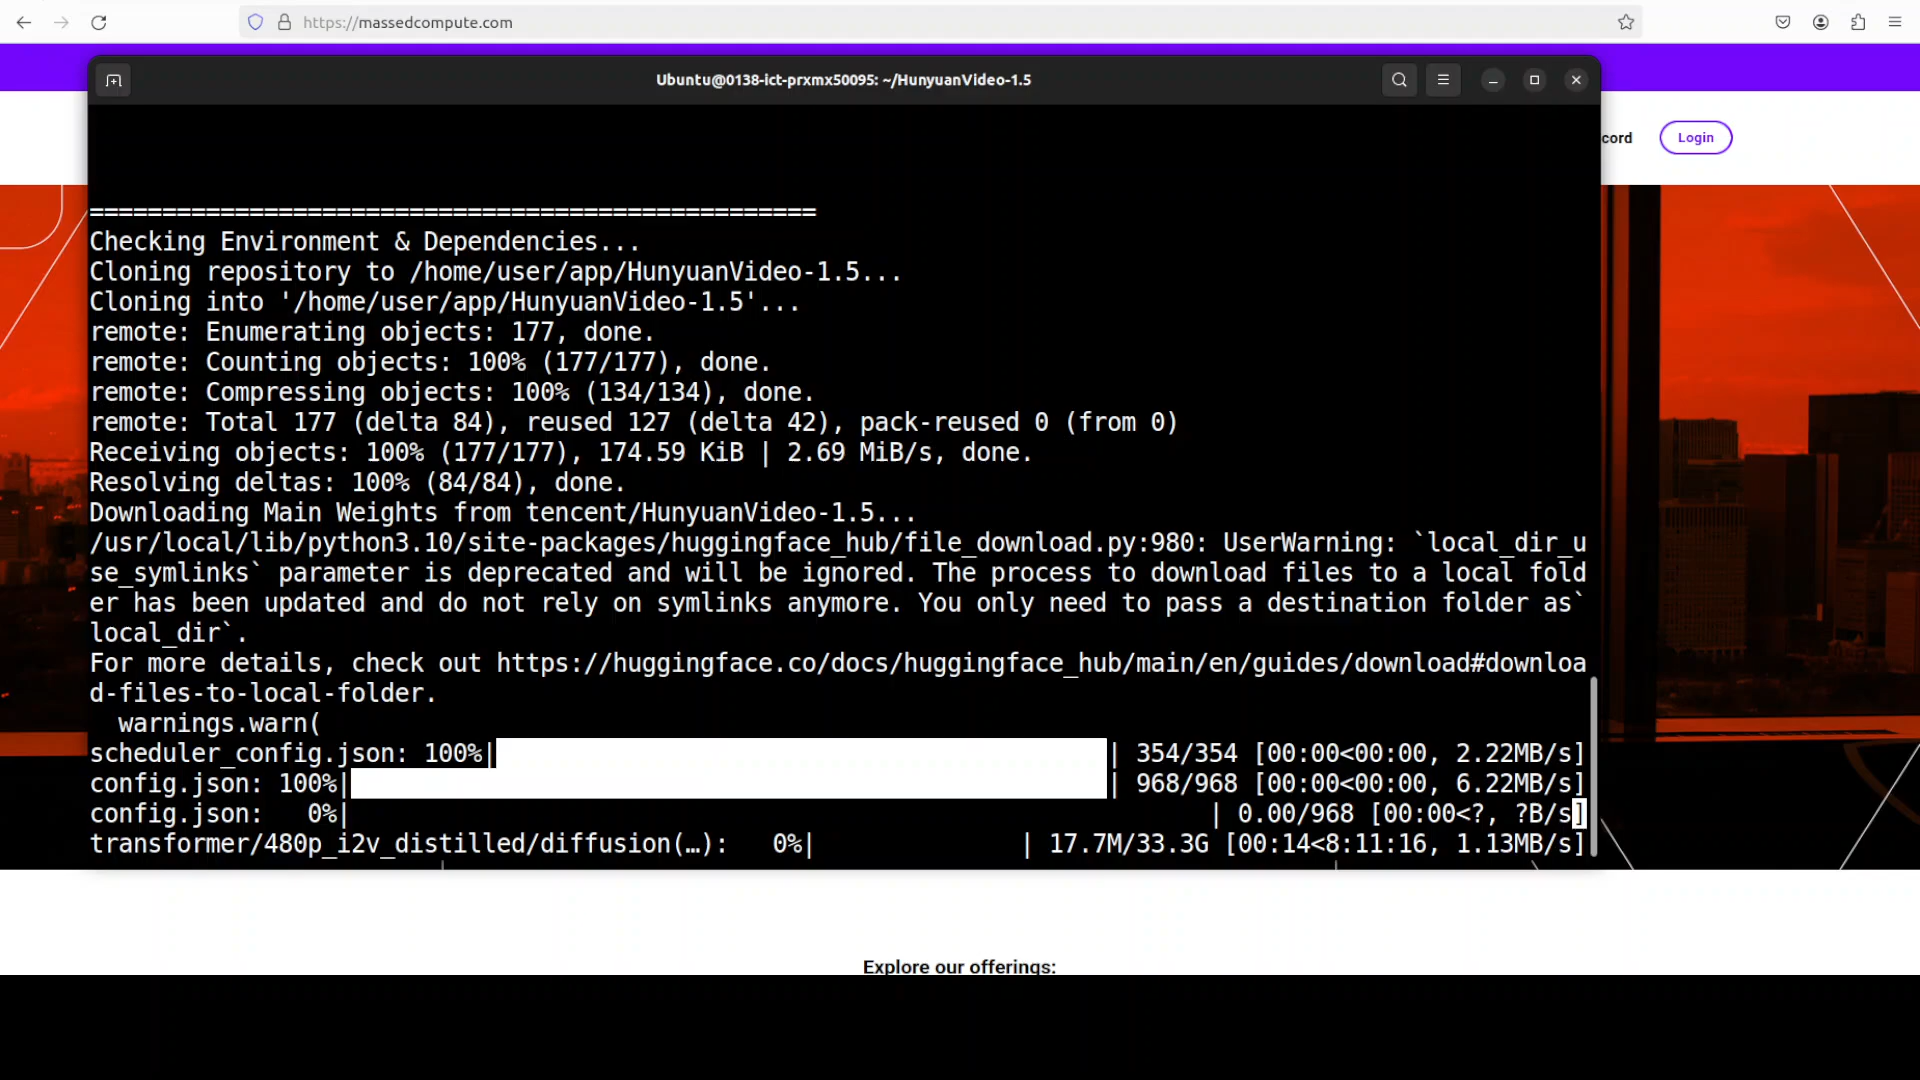 https://massedcompute.com
Ubuntu@0138-ict-prxmx50095: ~/HunyuanVideo-1.5
cord
Login
==================================================
Checking Environment & Dependencies...
Cloning repository to /home/user/app/HunyuanVideo-1.5...
Cloning into '/home/user/app/HunyuanVideo-1.5'...
remote: Enumerating objects: 177, done.
remote: Counting objects: 100% (177/177), done.
remote: Compressing objects: 100% (134/134), done.
remote: Total 177 (delta 84), reused 127 (delta 42), pack-reused 0 (from 0)
Receiving objects: 100% (177/177), 174.59 KiB | 2.69 MiB/s, done.
Resolving deltas: 100% (84/84), done.
Downloading Main Weights from tencent/HunyuanVideo-1.5...
/usr/local/lib/python3.10/site-packages/huggingface_hub/file_download.py:980: UserWarning: `local_dir_u
se_symlinks` parameter is deprecated and will be ignored. The process to download files to a local fold
er has been updated and do not rely on symlinks anymore. You only need to pass a destination folder as`
local_dir`.
For more details, check out https://huggingface.co/docs/huggingface_hub/main/en/guides/download#downloa
d-files-to-local-folder.
  warnings.warn(
scheduler_config.json: 100%| | 354/354 [00:00<00:00, 2.22MB/s]
config.json: 100%| | 968/968 [00:00<00:00, 6.22MB/s]
config.json:   0%| | 0.00/968 [00:00<?, ?B/s]
transformer/480p_i2v_distilled/diffusion(…):   0%| | 17.7M/33.3G [00:14<8:11:16, 1.13MB/s]
Explore our offerings: